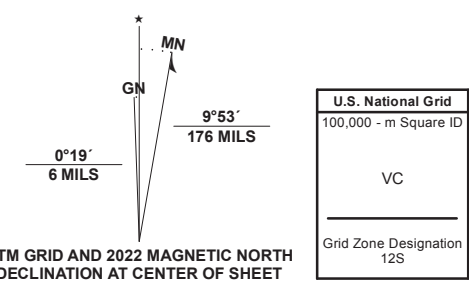 ★
MN
GN
9°53´
176 MILS
0°19´
6 MILS
TM GRID AND 2022 MAGNETIC NORTH
DECLINATION AT CENTER OF SHEET
U.S. National Grid
100,000 - m Square ID
VC
Grid Zone Designation
12S